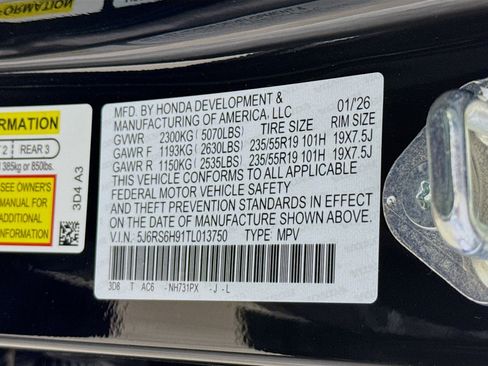 FORMATION
T 2 REAR 3
385kg or 850lbs.
SEE OWNER'S
MANUAL FOR
ADDITIONAL
INFORMATION
3D4 A3
MFD. BY HONDA DEVELOPMENT &
MANUFACTURING OF AMERICA, LLC 01/'26
GVWR 2300KG (5070LBS) TIRE SIZE RIM SIZE
GAWR F 1193KG (2630LBS) 235/55R19 101H 19X7.5J
GAWR R 1150KG (2535LBS) 235/55R19 101H 19X7.5J
THIS VEHICLE CONFORMS TO ALL APPLICABLE
FEDERAL MOTOR VEHICLE SAFETY
AND THEFT PREVENTION STANDARDS IN EFFECT
ON THE DATE OF MANUFACTURE SHOWN ABOVE.
V.I.N. 5J6RS6H91TL013750 TYPE: MPV
3D8 T AC6 - NH731PX - J - L